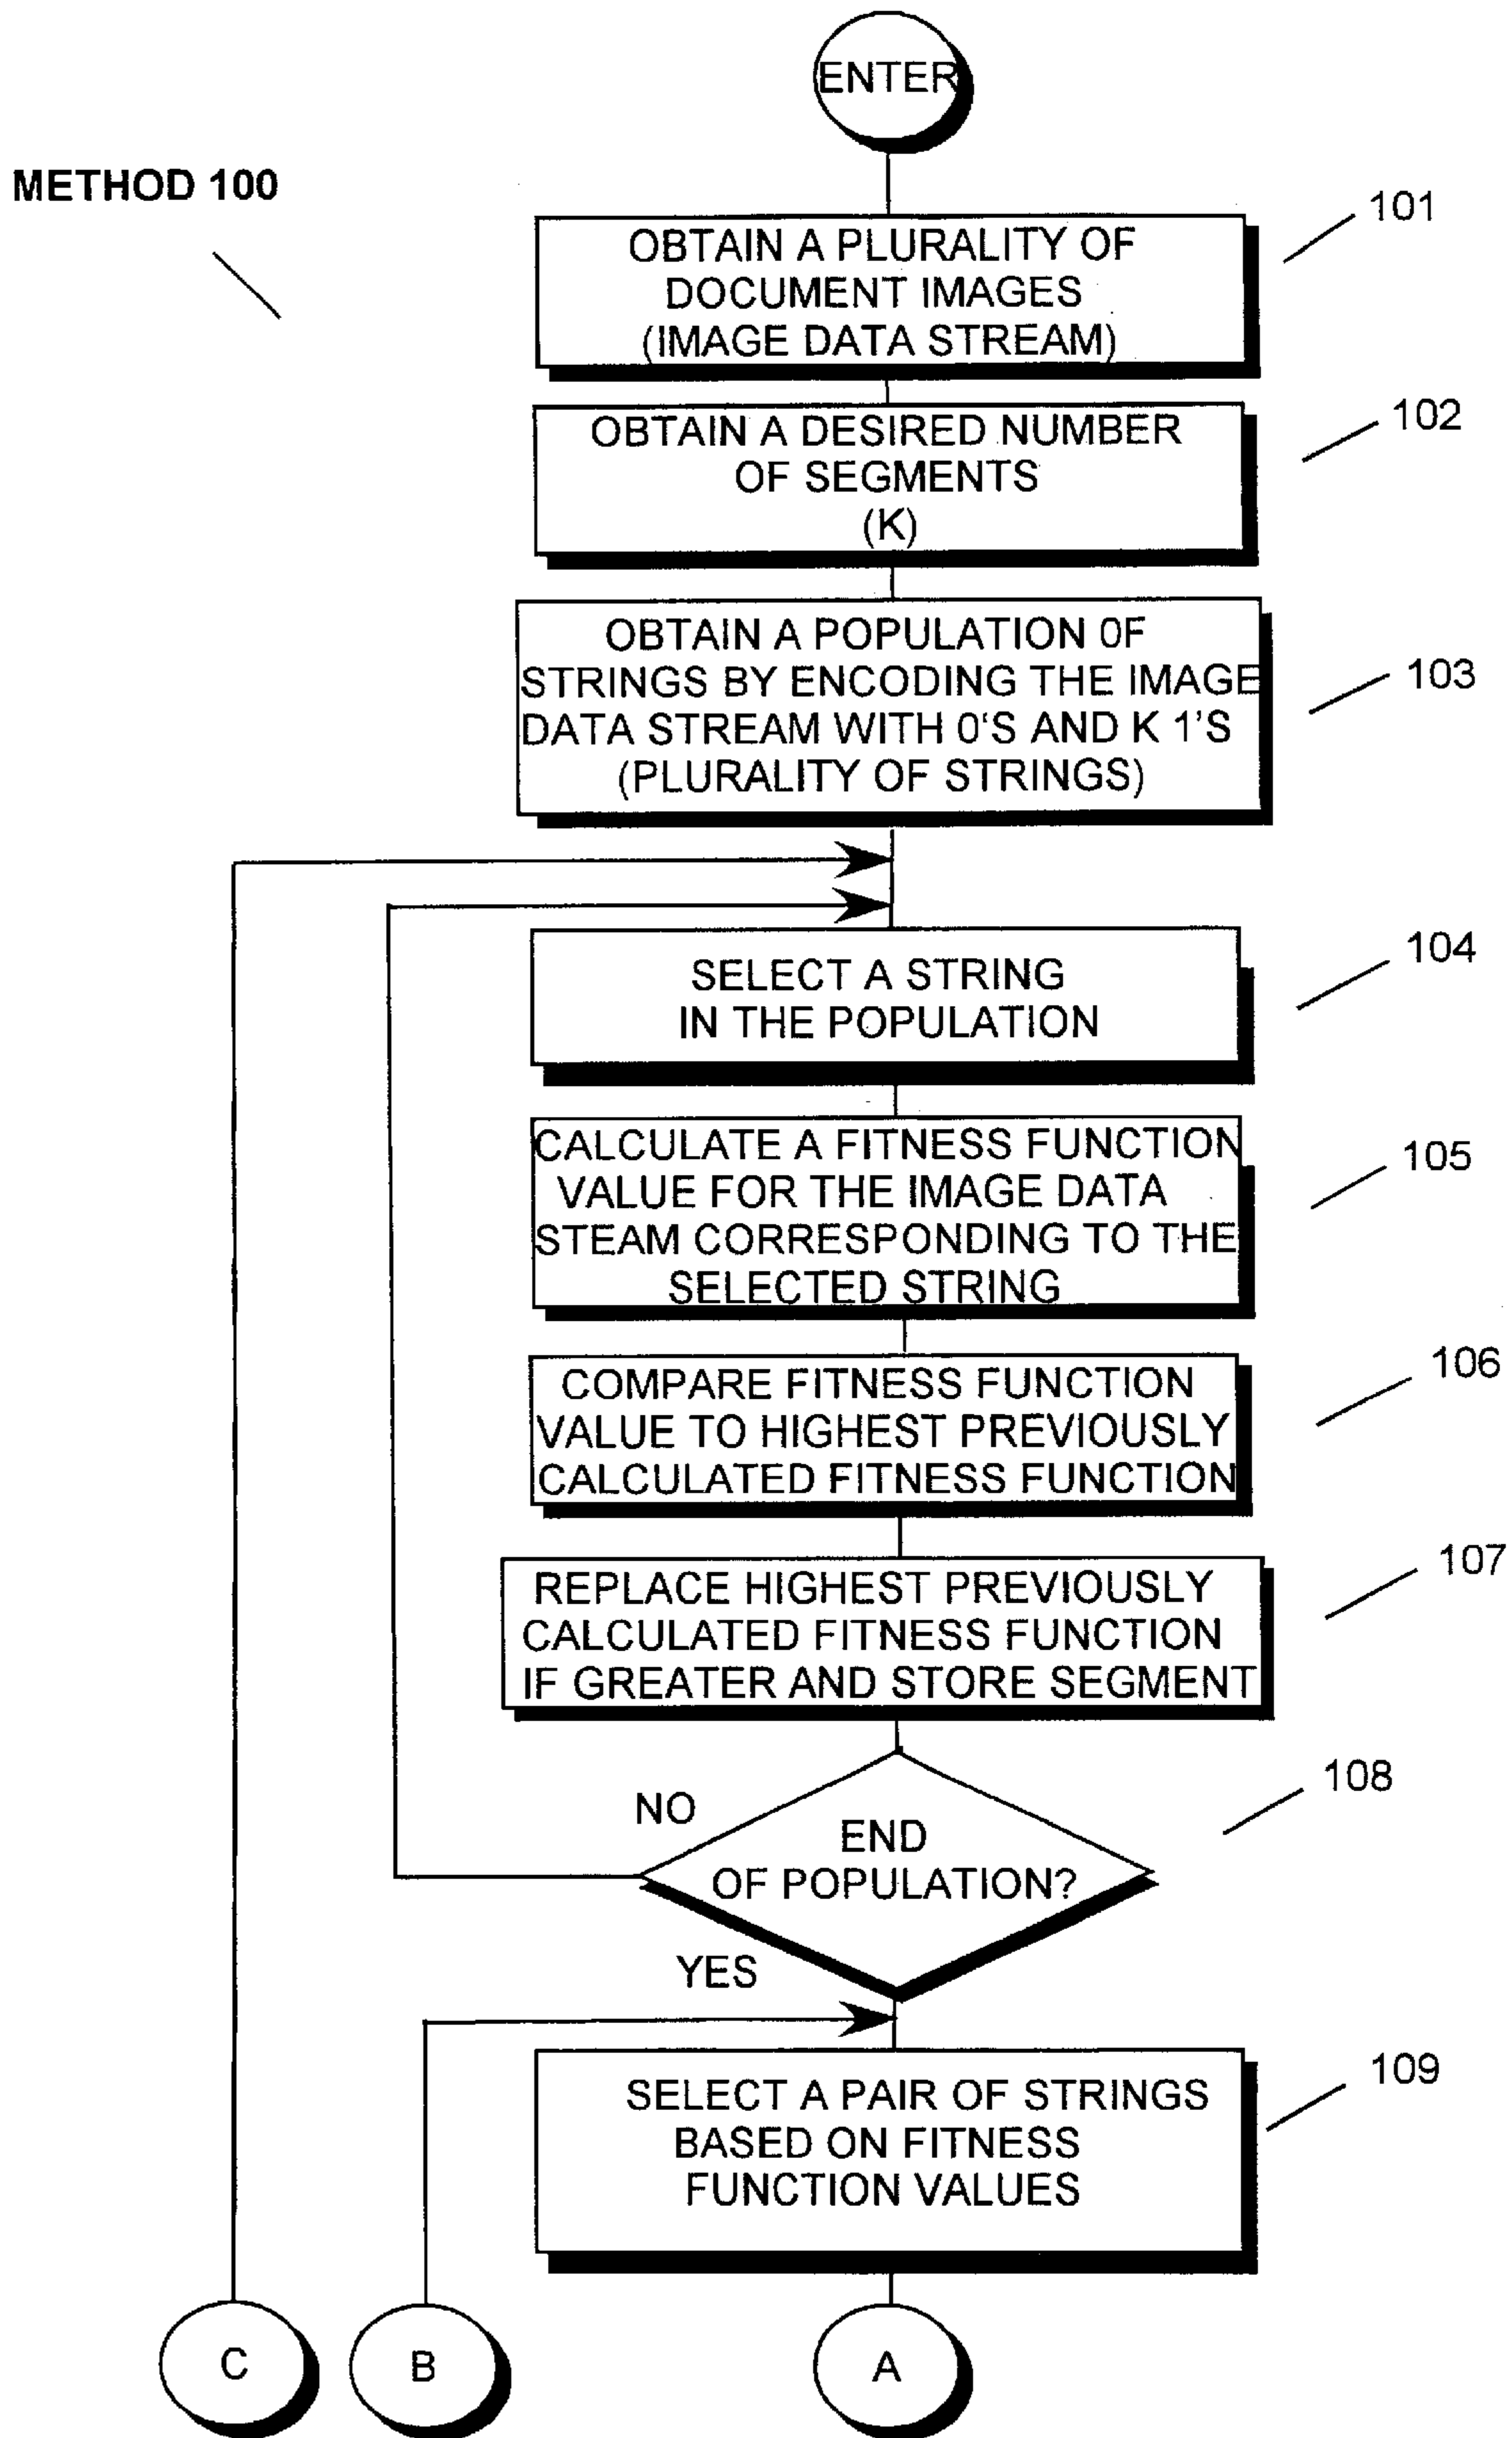 ENTER
METHOD 100
101
OBTAIN A PLURALITY OF
DOCUMENT IMAGES
(IMAGE DATA STREAM)
102
OBTAIN A DESIRED NUMBER
OF SEGMENTS
(K)
103
OBTAIN A POPULATION 0F
STRINGS BY ENCODING THE IMAGE
DATA STREAM WITH 0'S AND K 1'S
(PLURALITY OF STRINGS)
104
SELECT A STRING
IN THE POPULATION
105
CALCULATE A FITNESS FUNCTION
VALUE FOR THE IMAGE DATA
STEAM CORRESPONDING TO THE
SELECTED STRING
106
COMPARE FITNESS FUNCTION
VALUE TO HIGHEST PREVIOUSLY
CALCULATED FITNESS FUNCTION
107
REPLACE HIGHEST PREVIOUSLY
CALCULATED FITNESS FUNCTION
IF GREATER AND STORE SEGMENT
108
NO
END
OF POPULATION?
YES
109
SELECT A PAIR OF STRINGS
BASED ON FITNESS
FUNCTION VALUES
C
B
A